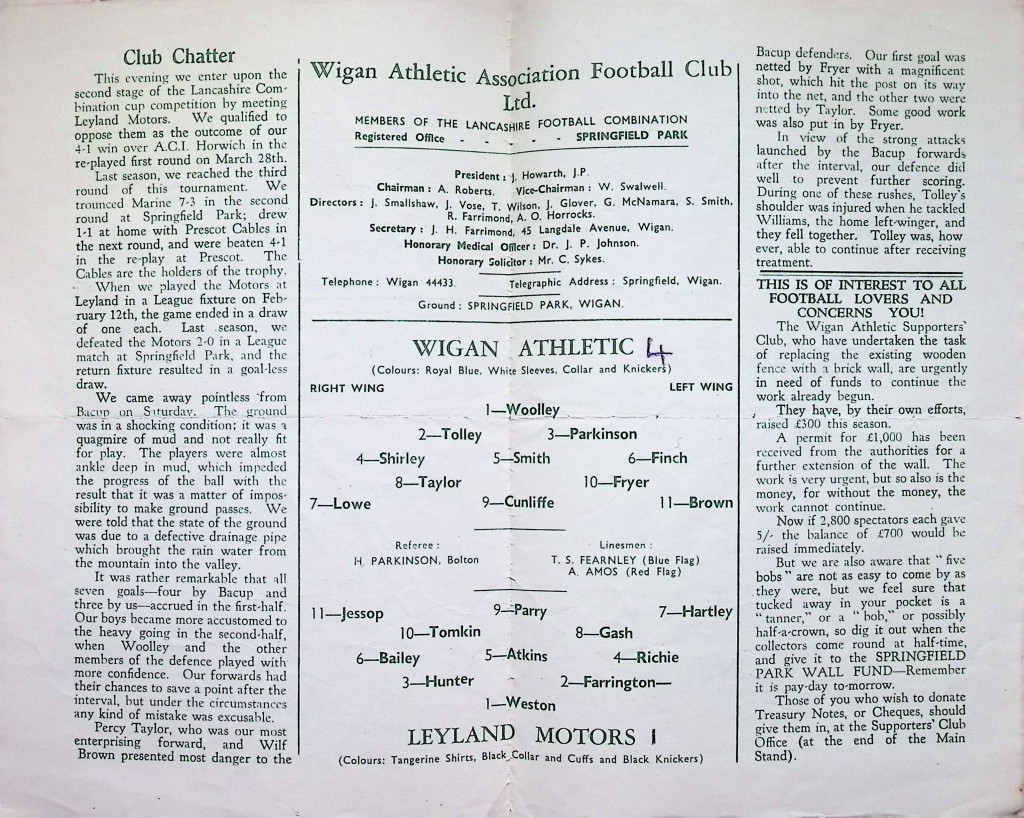 Club Chatter
This evening we enter upon the
second stage of the Lancashire Com-
bination cup competition by meeting
Leyland Motors. We qualified to
oppose them as the outcome of our
4-1 win over A.C.I. Horwich in the
re-played first round on March 28th.
Last season, we reached the third
round of this tournament. We
trounced Marine 7-3 in the second
round at Springfield Park; drew
1-1 at home with Prescot Cables in
the next round, and were beaten 4-1
in the re-play at Prescot. The
Cables are the holders of the trophy.
When we played the Motors at
Leyland in a League fixture on Feb-
ruary 12th, the game ended in a draw
of one each. Last season, we
defeated the Motors 2-0 in a League
match at Springfield Park, and the
return fixture resulted in a goal-less
draw.
We came away pointless from
Bacup on Saturday. The ground
was in a shocking condition; it was a
quagmire of mud and not really fit
for play. The players were almost
ankle deep in mud, which impeded
the progress of the ball with the
result that it was a matter of impos-
sibility to make ground passes. We
were told that the state of the ground
was due to a defective drainage pipe
which brought the rain water from
the mountain into the valley.
It was rather remarkable that all
seven goals—four by Bacup and
three by us—accrued in the first-half.
Our boys became more accustomed to
the heavy going in the second-half,
when Woolley and the other
members of the defence played with
more confidence. Our forwards had
their chances to save a point after the
interval, but under the circumstances
any kind of mistake was excusable.
Percy Taylor, who was our most
enterprising forward, and Wilf
Brown presented most danger to the
Wigan Athletic Association Football Club
Ltd.
MEMBERS OF THE LANCASHIRE FOOTBALL COMBINATION
Registered Office - - - - - SPRINGFIELD PARK
President: J. Howarth, J.P.
Chairman: A. Roberts. Vice-Chairman: W. Swalwell.
Directors: J. Smallshaw, J. Vose, T. Wilson, J. Glover, G. McNamara, S. Smith,
R. Farrimond, A. O. Horrocks.
Secretary: J. H. Farrimond, 45 Langdale Avenue, Wigan.
Honorary Medical Officer: Dr. J. P. Johnson.
Honorary Solicitor: Mr. C. Sykes.
Telephone: Wigan 44433. Telegraphic Address: Springfield, Wigan.
Ground: SPRINGFIELD PARK, WIGAN.
WIGAN ATHLETIC 4
(Colours: Royal Blue, White Sleeves, Collar and Knickers)
RIGHT WING LEFT WING
1—Woolley
2—Tolley 3—Parkinson
4—Shirley 5—Smith 6—Finch
8—Taylor 10—Fryer
7—Lowe 9—Cunliffe 11—Brown
Referee: Linesmen:
H. PARKINSON, Bolton T. S. FEARNLEY (Blue Flag)
A. AMOS (Red Flag)
11—Jessop 9—Parry 7—Hartley
10—Tomkin 8—Gash
6—Bailey 5—Atkins 4—Richie
3—Hunter 2—Farrington—
1—Weston
LEYLAND MOTORS 1
(Colours: Tangerine Shirts, Black Collar and Cuffs and Black Knickers)
Bacup defenders. Our first goal was
netted by Fryer with a magnificent
shot, which hit the post on its way
into the net, and the other two were
netted by Taylor. Some good work
was also put in by Fryer.
In view of the strong attacks
launched by the Bacup forwards
after the interval, our defence did
well to prevent further scoring.
During one of these rushes, Tolley's
shoulder was injured when he tackled
Williams, the home left-winger, and
they fell together. Tolley was, how
ever, able to continue after receiving
treatment.
THIS IS OF INTEREST TO ALL
FOOTBALL LOVERS AND
CONCERNS YOU!
The Wigan Athletic Supporters'
Club, who have undertaken the task
of replacing the existing wooden
fence with a brick wall, are urgently
in need of funds to continue the
work already begun.
They have, by their own efforts,
raised £300 this season.
A permit for £1,000 has been
received from the authorities for a
further extension of the wall. The
work is very urgent, but so also is the
money, for without the money, the
work cannot continue.
Now if 2,800 spectators each gave
5/- the balance of £700 would be
raised immediately.
But we are also aware that "five
bobs" are not as easy to come by as
they were, but we feel sure that
tucked away in your pocket is a
"tanner," or a "bob," or possibly
half-a-crown, so dig it out when the
collectors come round at half-time,
and give it to the SPRINGFIELD
PARK WALL FUND—Remember
it is pay-day to-morrow.
Those of you who wish to donate
Treasury Notes, or Cheques, should
give them in, at the Supporters' Club
Office (at the end of the Main
Stand).